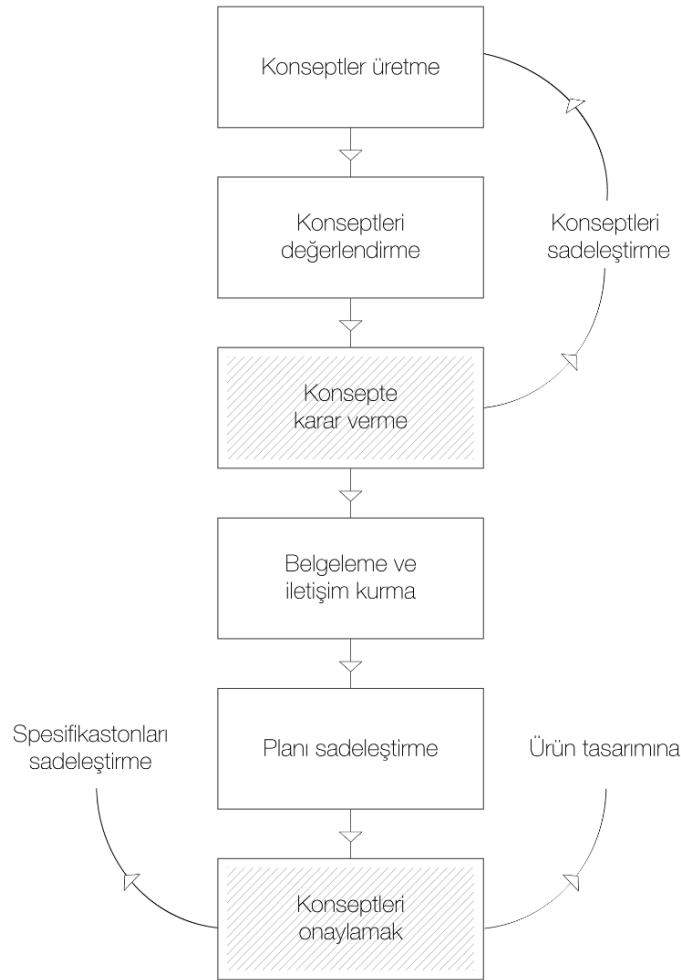 Konseptler üretme
Konseptleri
değerlendirme
Konseptleri
sadeleştirme
Konsepte
karar verme
Belgeleme ve
iletişim kurma
Spesifikastonları
sadeleştirme
Planı sadeleştirme
Ürün tasarımına
Konseptleri
onaylamak